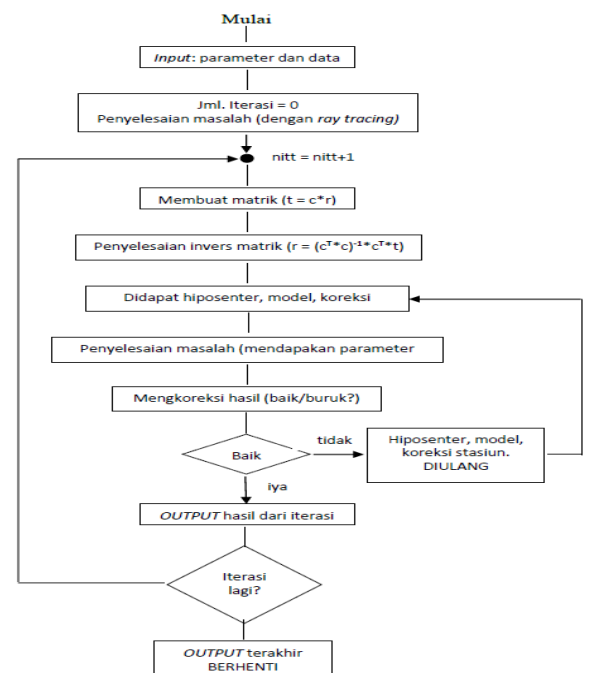 Mulai
Input: parameter dan data
Jml. Iterasi = 0
Penyelesaian masalah (dengan ray tracing)
nitt = nitt+1
Membuat matrik (t = c*r)
Penyelesaian invers matrik (r = (cᵀ*c)⁻¹*cᵀ*t)
Didapat hiposenter, model, koreksi
Penyelesaian masalah (mendapakan parameter
Mengkoreksi hasil (baik/buruk?)
Baik
tidak
Hiposenter, model,
koreksi stasiun.
DIULANG
iya
OUTPUT hasil dari iterasi
Iterasi
lagi?
OUTPUT terakhir
BERHENTI